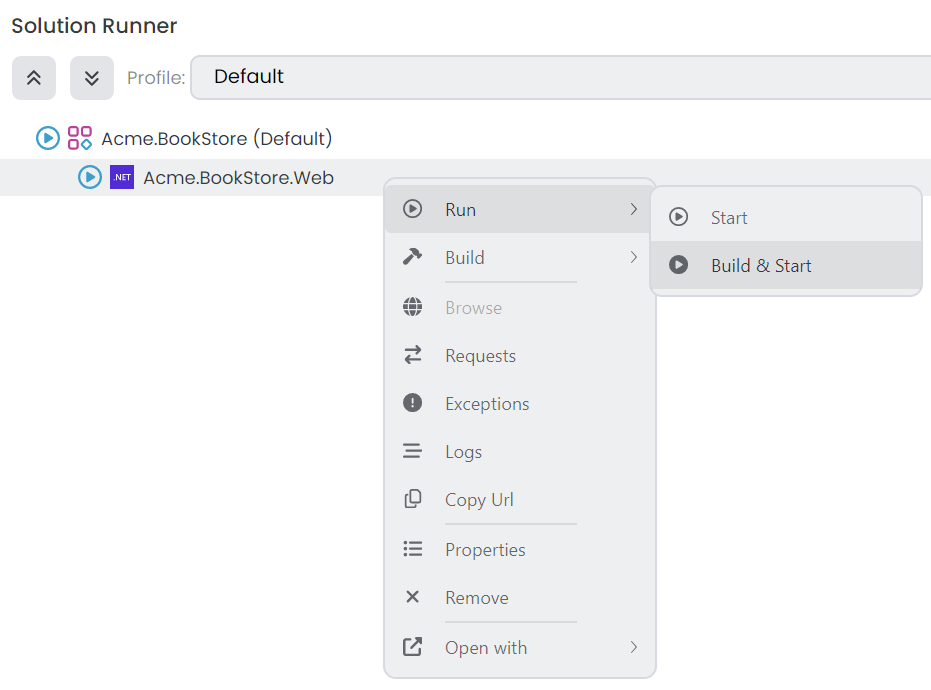 Solution Runner
Profile: Default
Acme.BookStore (Default)
.NET Acme.BookStore.Web
Run
Build
Browse
Requests
Exceptions
Logs
Copy Url
Properties
Remove
Open with
Start
Build & Start